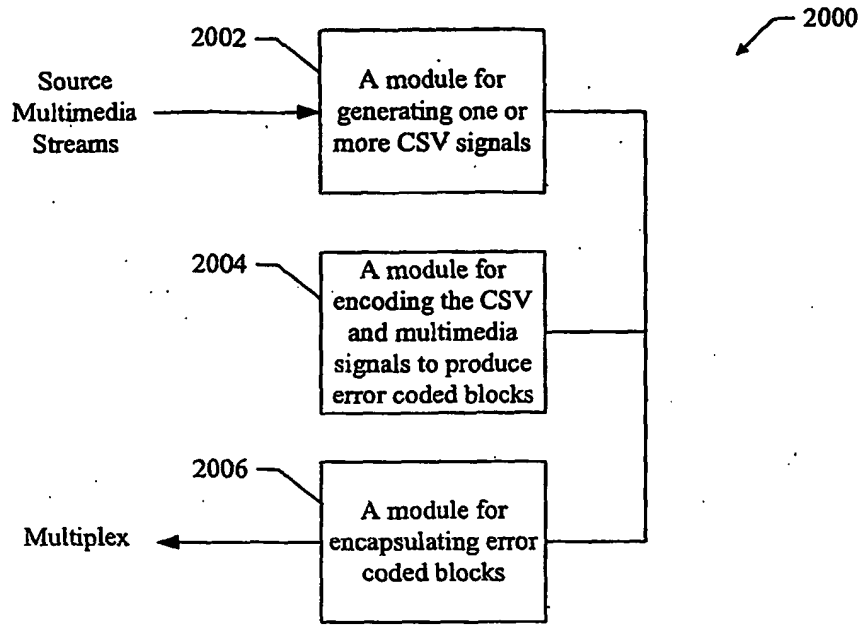 2000
2002
Source
Multimedia
Streams
A module for
generating one or
more CSV signals
2004
A module for
encoding the CSV
and multimedia
signals to produce
error coded blocks
2006
Multiplex
A module for
encapsulating error
coded blocks